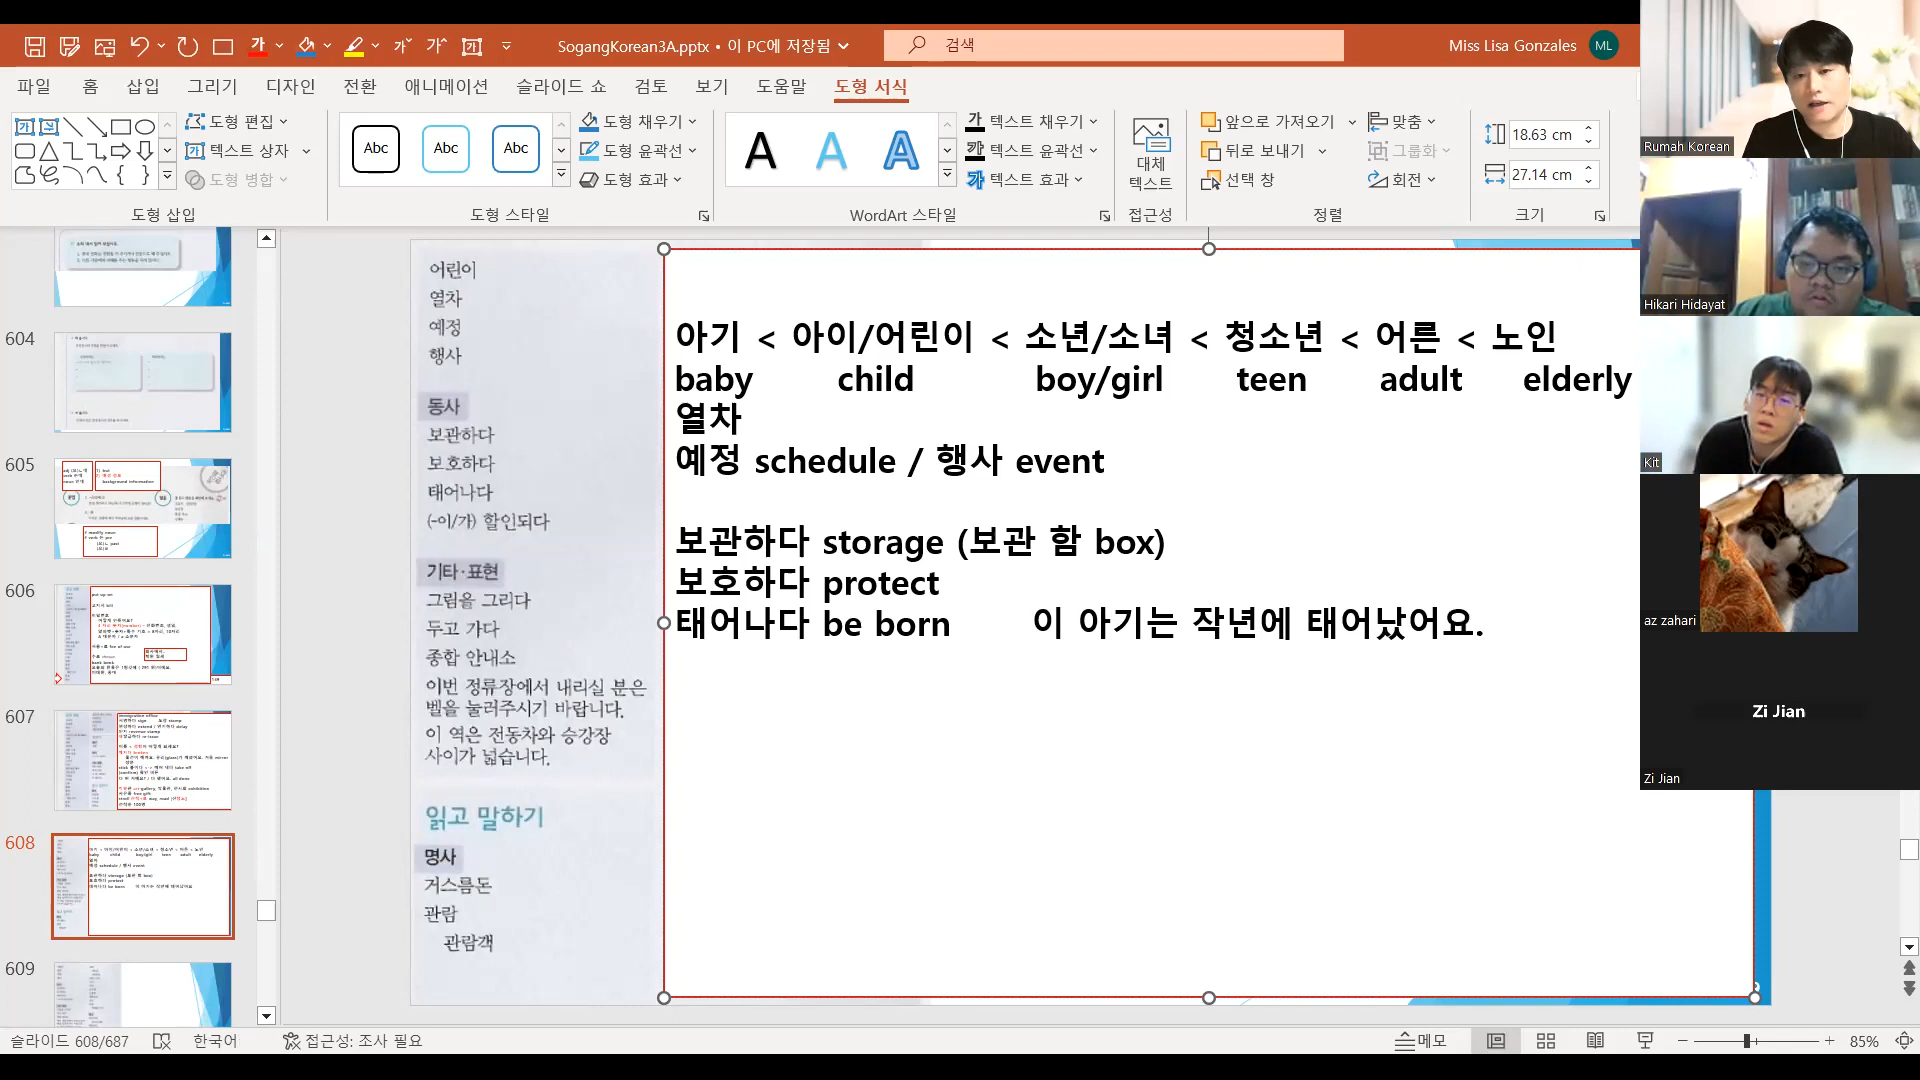 SogangKorean3A.pptx • 이 PC에 저장됨
검색
Miss Lisa Gonzales
ML
파일 홈 삽입 그리기 디자인 전환 애니메이션 슬라이드 쇼 검토 보기 도움말 도형 서식
도형 편집
텍스트 상자
도형 병합
도형 삽입
Abc Abc Abc
도형 채우기
도형 윤곽선
도형 효과
도형 스타일
A A A
텍스트 채우기
텍스트 윤곽선
텍스트 효과
WordArt 스타일
대체
텍스트
접근성
앞으로 가져오기
뒤로 보내기
선택 창
맞춤
그룹화
회전
정렬
18.63 cm
27.14 cm
크기
604
605
606
607
608
609
어린이
열차
예정
행사
동사
보관하다
보호하다
태어나다
(-이/가) 할인되다
기타·표현
그림을 그리다
두고 가다
종합 안내소
이번 정류장에서 내리실 분은
벨을 눌러주시기 바랍니다.
이 역은 전동차와 승강장
사이가 넓습니다.
읽고 말하기
명사
거스름돈
관람
관람객
아기 < 아이/어린이 < 소년/소녀 < 청소년 < 어른 < 노인
baby child boy/girl teen adult elderly
열차
예정 schedule / 행사 event
보관하다 storage (보관 함 box)
보호하다 protect
태어나다 be born 이 아기는 작년에 태어났어요.
Rumah Korean
Hikari Hidayat
Kit
az zahari
Zi Jian
Zi Jian
슬라이드 608/687
한국어
접근성: 조사 필요
메모
85%